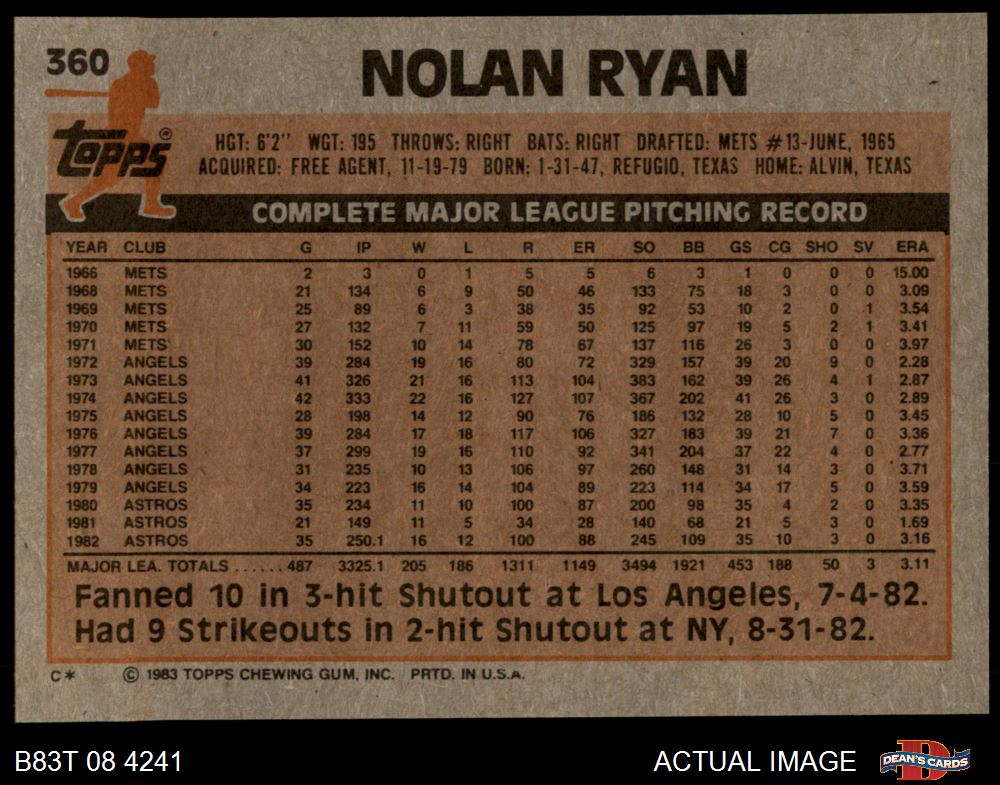 360 NOLAN RYAN
topps ®
HGT: 6'2" WGT: 195 THROWS: RIGHT BATS: RIGHT DRAFTED: METS #13-JUNE, 1965
ACQUIRED: FREE AGENT, 11-19-79 BORN: 1-31-47, REFUGIO, TEXAS HOME: ALVIN, TEXAS
COMPLETE MAJOR LEAGUE PITCHING RECORD
YEAR CLUB G IP W L R ER SO BB GS CG SHO SV ERA
1966 METS 2 3 0 1 5 5 6 3 1 0 0 0 15.00
1968 METS 21 134 6 9 50 46 133 75 18 3 0 0 3.09
1969 METS 25 89 6 3 38 35 92 53 10 2 0 1 3.54
1970 METS 27 132 7 11 59 50 125 97 19 5 2 1 3.41
1971 METS 30 152 10 14 78 67 137 116 26 3 0 0 3.97
1972 ANGELS 39 284 19 16 80 72 329 157 39 20 9 0 2.28
1973 ANGELS 41 326 21 16 113 104 383 162 39 26 4 1 2.87
1974 ANGELS 42 333 22 16 127 107 367 202 41 26 3 0 2.89
1975 ANGELS 28 198 14 12 90 76 186 132 28 10 5 0 3.45
1976 ANGELS 39 284 17 18 117 106 327 183 39 21 7 0 3.36
1977 ANGELS 37 299 19 16 110 92 341 204 37 22 4 0 2.77
1978 ANGELS 31 235 10 13 106 97 260 148 31 14 3 0 3.71
1979 ANGELS 34 223 16 14 104 89 223 114 34 17 5 0 3.59
1980 ASTROS 35 234 11 10 100 87 200 98 35 4 2 0 3.35
1981 ASTROS 21 149 11 5 34 28 140 68 21 5 3 0 1.69
1982 ASTROS 35 250.1 16 12 100 88 245 109 35 10 3 0 3.16
MAJOR LEA. TOTALS ...... 487 3325.1 205 186 1311 1149 3494 1921 453 188 50 3 3.11
Fanned 10 in 3-hit Shutout at Los Angeles, 7-4-82.
Had 9 Strikeouts in 2-hit Shutout at NY, 8-31-82.
C* © 1983 TOPPS CHEWING GUM, INC. PRTD. IN U.S.A.
B83T 08 4241 ACTUAL IMAGE D DEAN'S CARDS